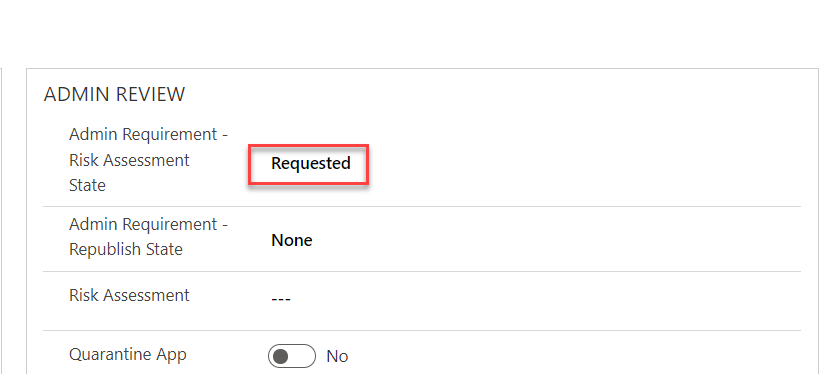 ADMIN REVIEW
Admin Requirement -
Risk Assessment
State
Requested
Admin Requirement -
Republish State
None
Risk Assessment
---
Quarantine App
No